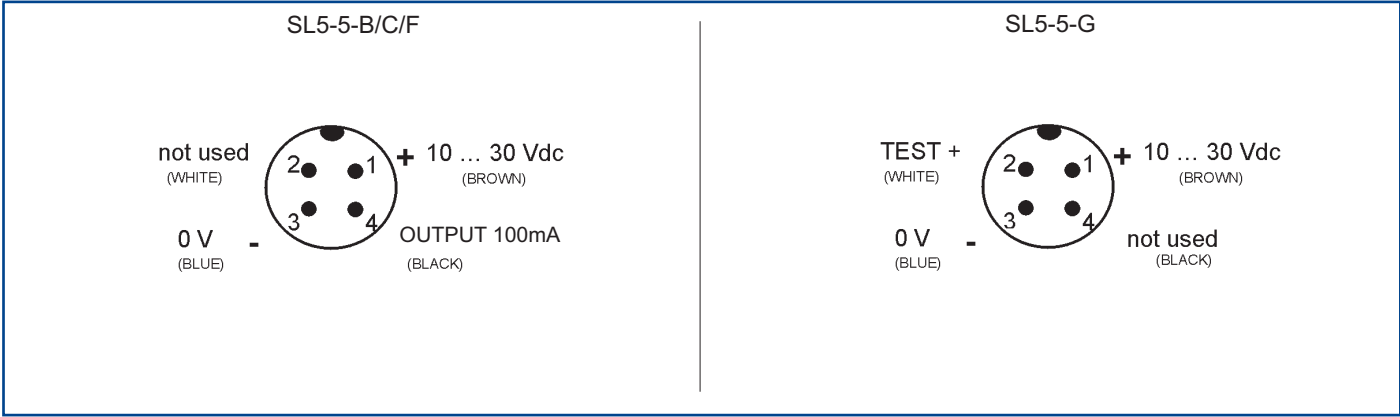 SL5-5-B/C/F
not used
(WHITE)
2
1
+ 10 ... 30 Vdc
(BROWN)
3
4
0 V -
(BLUE)
OUTPUT 100mA
(BLACK)
SL5-5-G
TEST +
(WHITE)
2
1
+ 10 ... 30 Vdc
(BROWN)
3
4
0 V -
(BLUE)
not used
(BLACK)